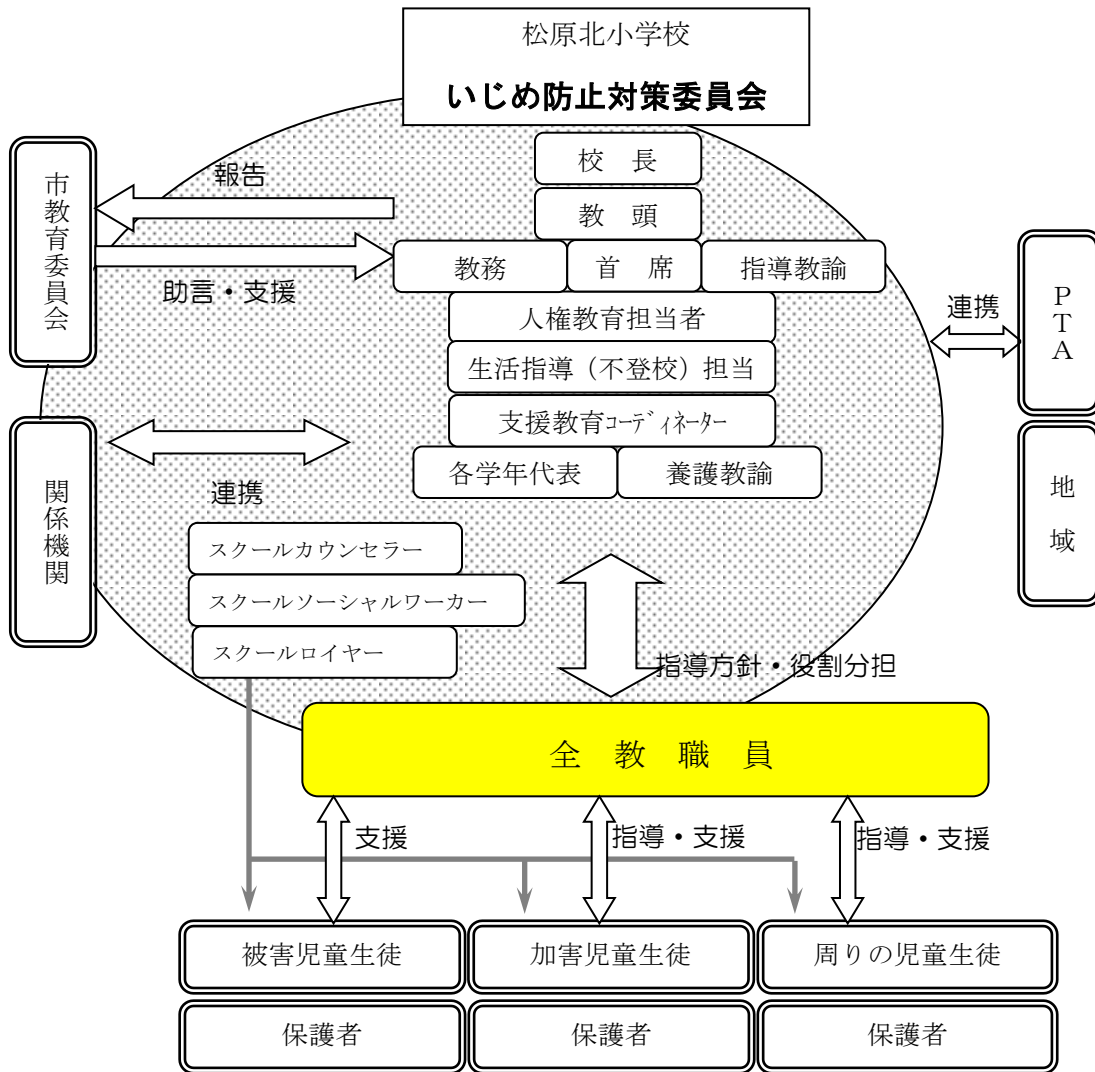 松原北小学校
いじめ防止対策委員会
校　長
教　頭
教務
首　席
指導教諭
人権教育担当者
生活指導（不登校）担当
支援教育ｺｰﾃﾞｨﾈｰﾀｰ
各学年代表
養護教諭
市教育委員会
報告
助言・支援
関係機関
連携
連携
ＰＴＡ
地　域
スクールカウンセラー
スクールソーシャルワーカー
スクールロイヤー
指導方針・役割分担
全　教　職　員
支援
指導・支援
指導・支援
被害児童生徒
加害児童生徒
周りの児童生徒
保護者
保護者
保護者